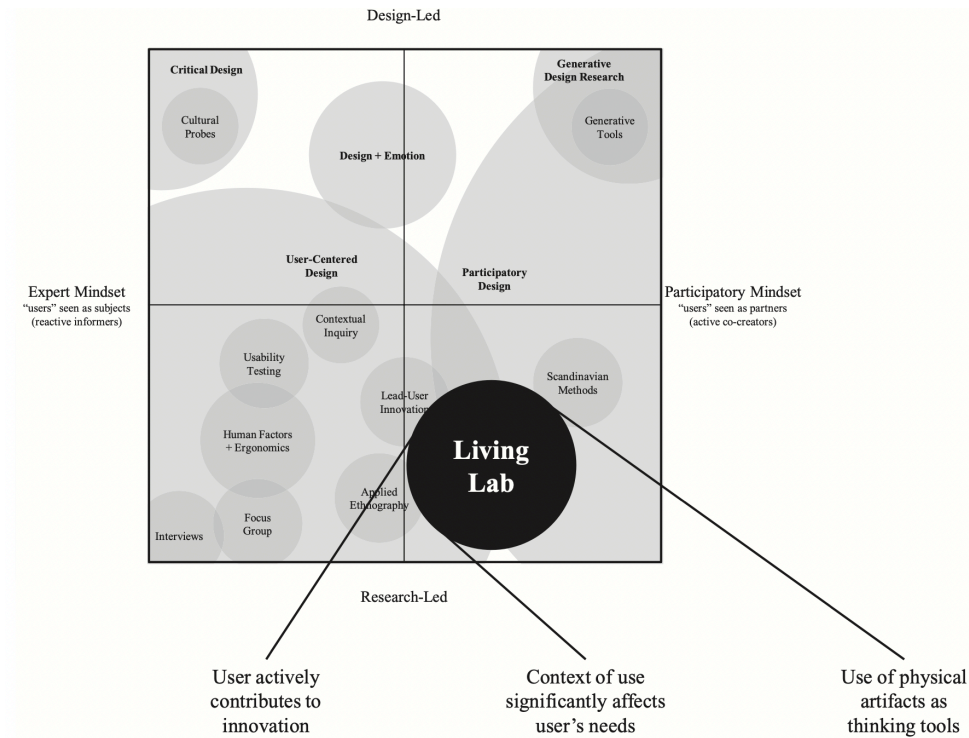 Design-Led
Critical Design
Generative
Design Research
Cultural
Probes
Generative
Tools
Design + Emotion
User-Centered
Design
Participatory
Design
Expert Mindset
“users” seen as subjects
(reactive informers)
Participatory Mindset
“users” seen as partners
(active co-creators)
Contextual
Inquiry
Usability
Testing
Scandinavian
Methods
Lead-User
Innovation
Human Factors
+ Ergonomics
Living
Lab
Applied
Ethnography
Focus
Group
Interviews
Research-Led
User actively
contributes to
innovation
Context of use
significantly affects
user’s needs
Use of physical
artifacts as
thinking tools